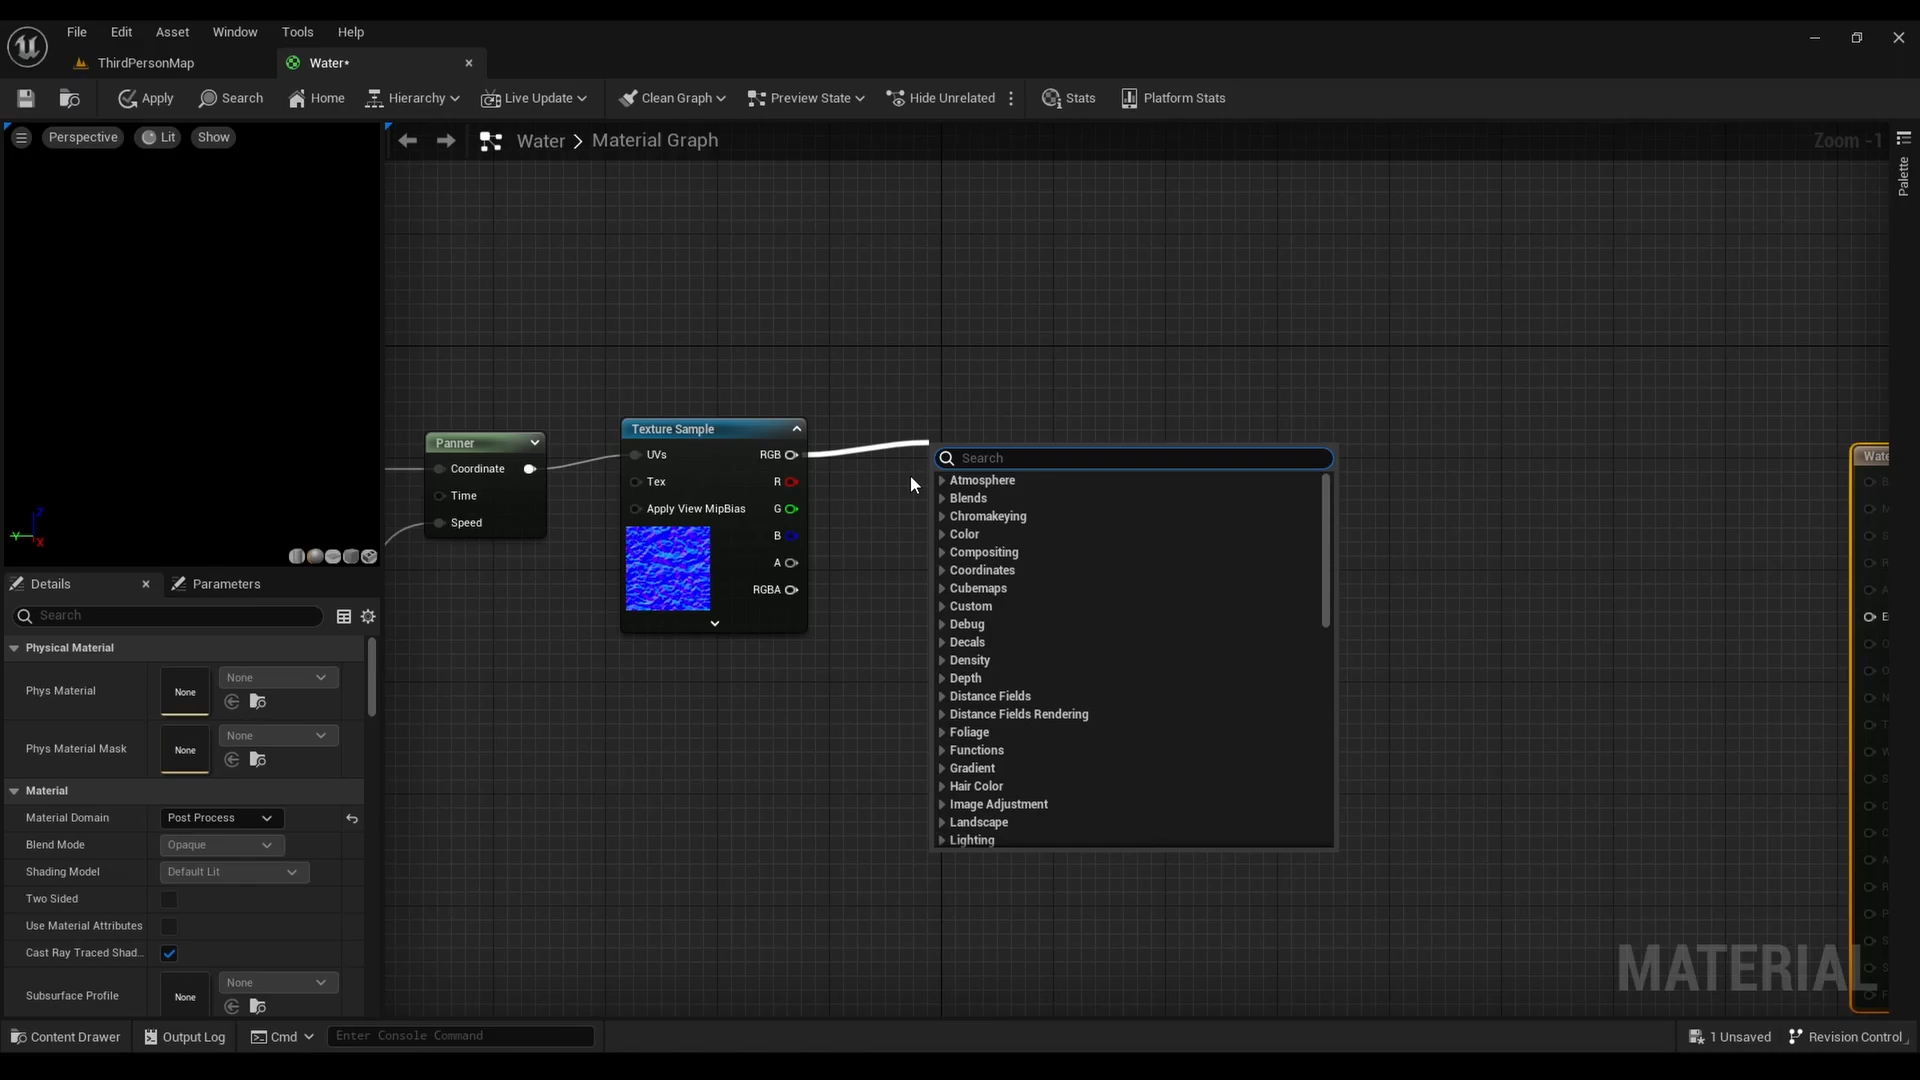 File Edit Asset Window Tools Help
ThirdPersonMap Water*
Apply Search Home Hierarchy Live Update Clean Graph Preview State Hide Unrelated Stats Platform Stats
Perspective Lit Show
Water > Material Graph
Zoom -1
Palette
Panner
Coordinate
Time
Speed
Texture Sample
UVs RGB
Tex R
Apply View MipBias G
B
A
RGBA
Search
Atmosphere
Blends
Chromakeying
Color
Compositing
Coordinates
Cubemaps
Custom
Debug
Decals
Density
Depth
Distance Fields
Distance Fields Rendering
Foliage
Functions
Gradient
Hair Color
Image Adjustment
Landscape
Lighting
Wate
MATERIAL
Z
Y
X
Details Parameters
Search
Physical Material
Phys Material None None
Phys Material Mask None None
Material
Material Domain Post Process
Blend Mode Opaque
Shading Model Default Lit
Two Sided
Use Material Attributes
Cast Ray Traced Shad...
Subsurface Profile None None
Content Drawer Output Log Cmd Enter Console Command 1 Unsaved Revision Control